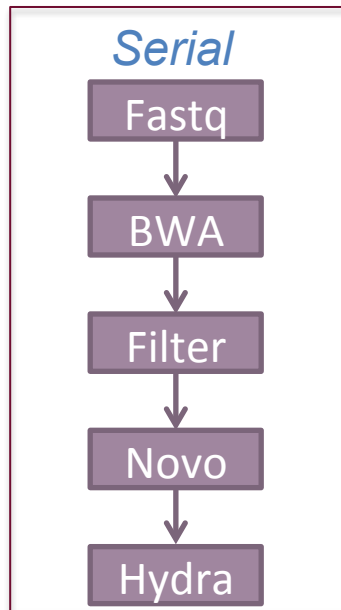 Serial
Fastq
BWA
Filter
Novo
Hydra